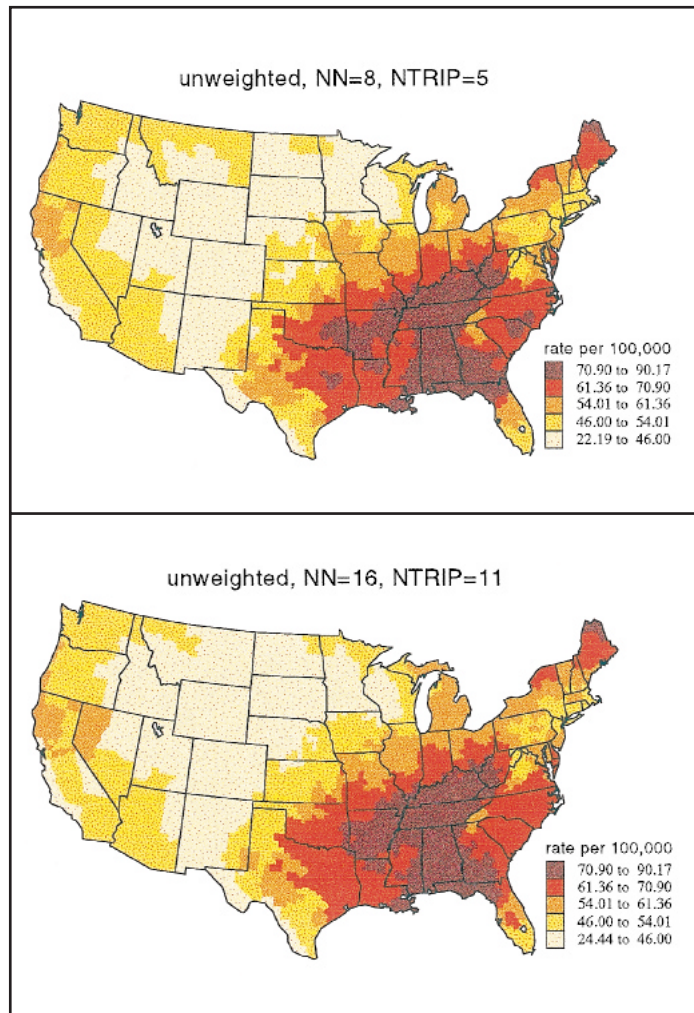 unweighted, NN=8, NTRIP=5
rate per 100,000
70.90 to 90.17
61.36 to 70.90
54.01 to 61.36
46.00 to 54.01
22.19 to 46.00
unweighted, NN=16, NTRIP=11
rate per 100,000
70.90 to 90.17
61.36 to 70.90
54.01 to 61.36
46.00 to 54.01
24.44 to 46.00